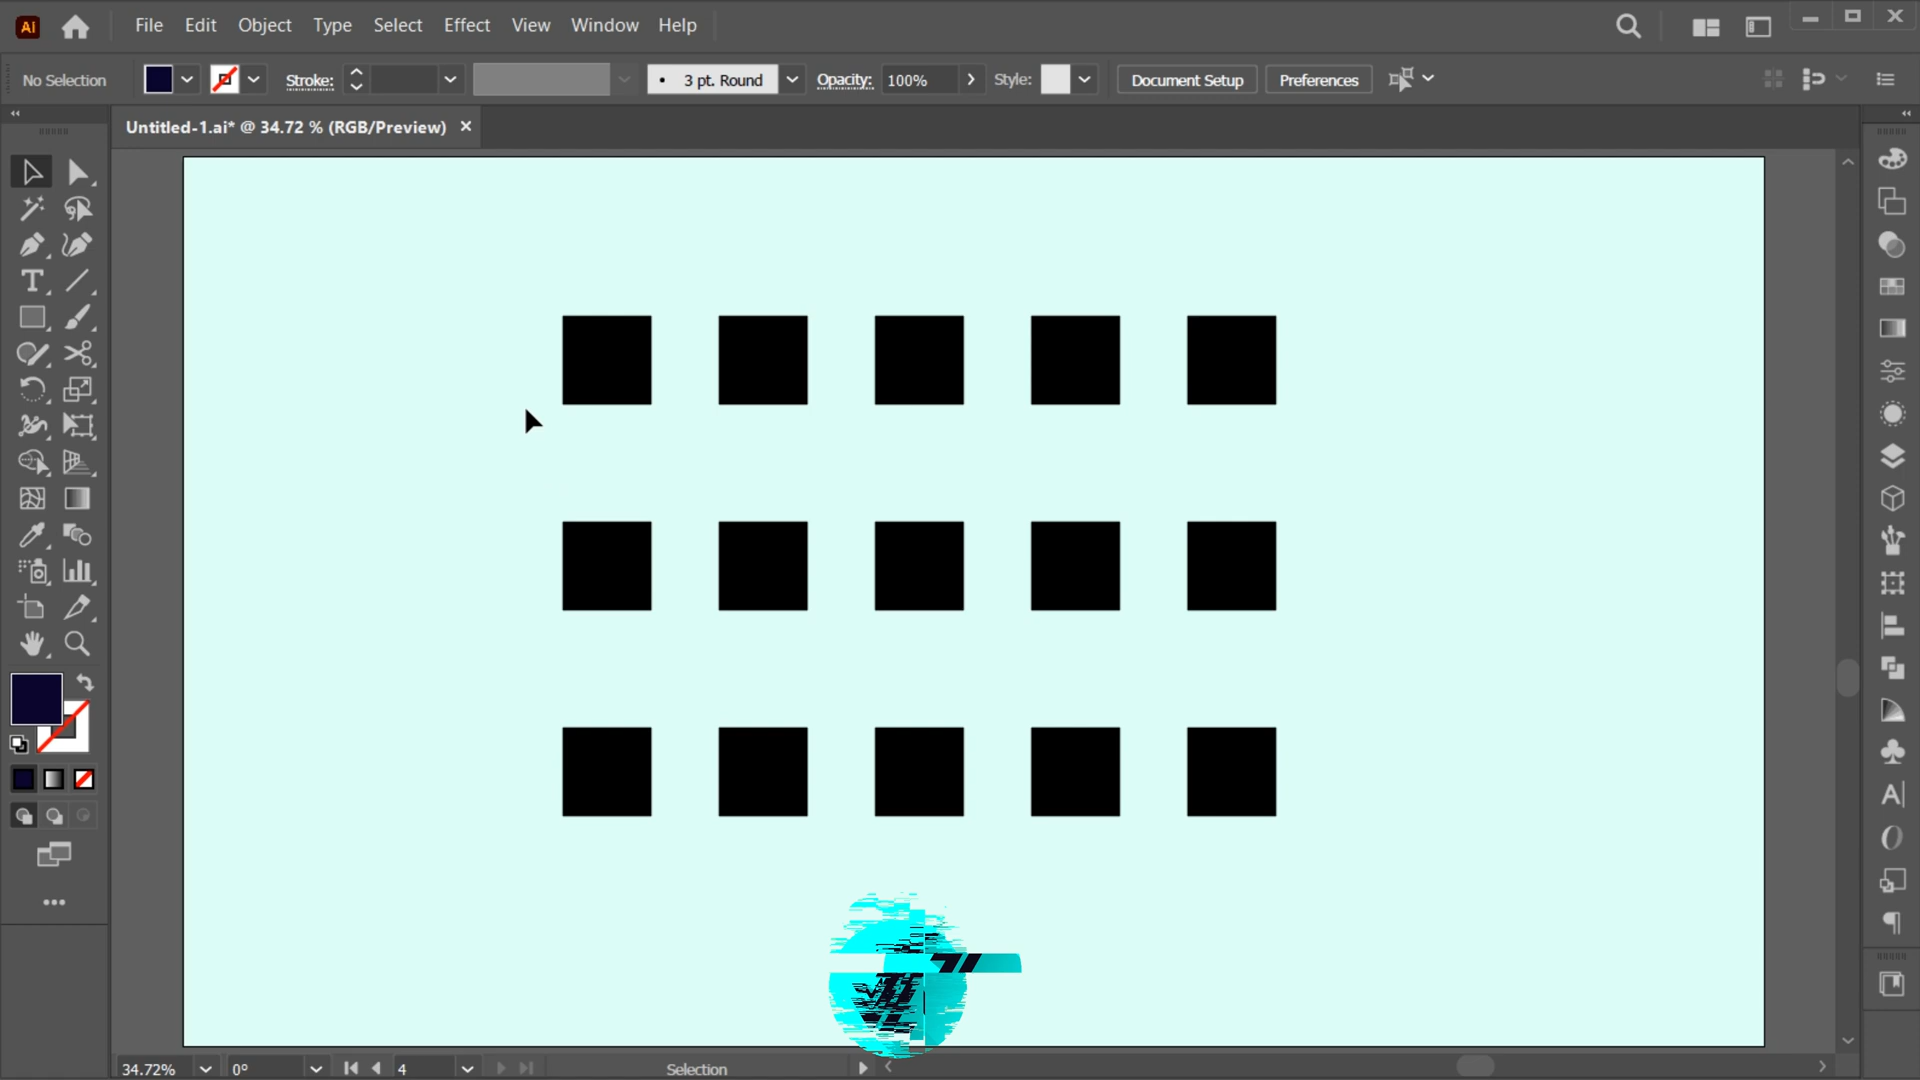 Ai File Edit Object Type Select Effect View Window Help
No Selection Stroke: • 3 pt. Round Opacity: 100% Style: Document Setup Preferences
Untitled-1.ai* @ 34.72 % (RGB/Preview) ×
34.72% 0° 4 Selection